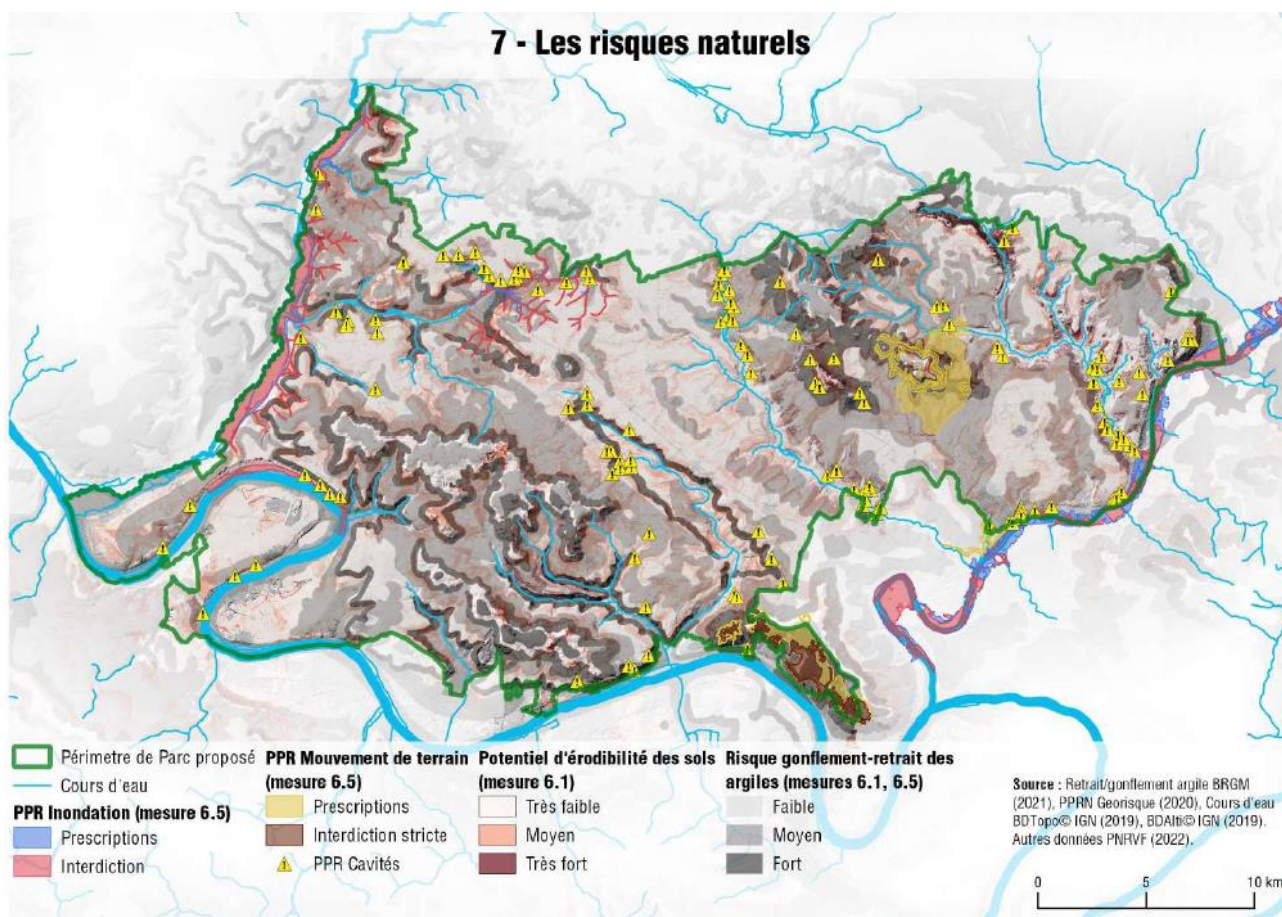 7 - Les risques naturels
Périmetre de Parc proposé
Cours d'eau
PPR Inondation (mesure 6.5)
Prescriptions
Interdiction
PPR Mouvement de terrain
(mesure 6.5)
Prescriptions
Interdiction stricte
PPR Cavités
Potentiel d'érodibilité des sols
(mesure 6.1)
Très faible
Moyen
Très fort
Risque gonflement-retrait des
argiles (mesures 6.1, 6.5)
Faible
Moyen
Fort
Source : Retrait/gonflement argile BRGM
(2021), PPRN Georisque (2020), Cours d'eau
BDTopo© IGN (2019), BDAlti© IGN (2019).
Autres données PNRVF (2022).
0 5 10 km